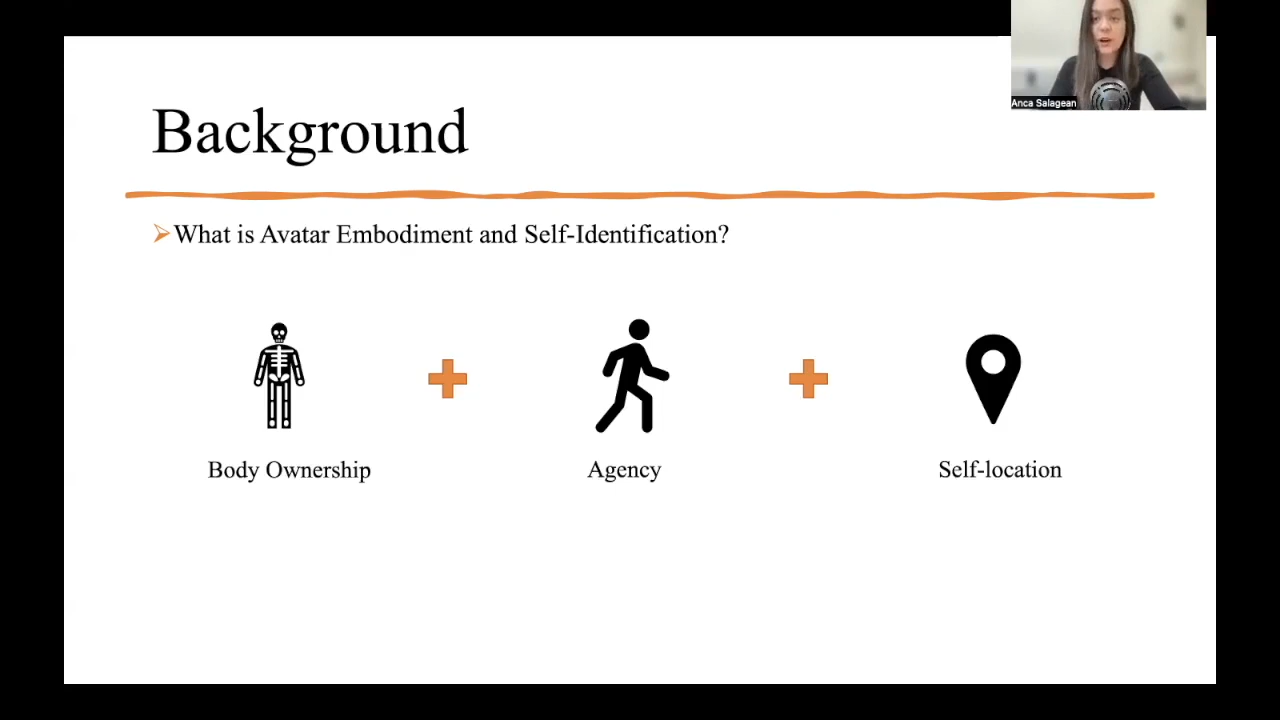 Anca Salagean
Background
What is Avatar Embodiment and Self-Identification?
Body Ownership
Agency
Self-location